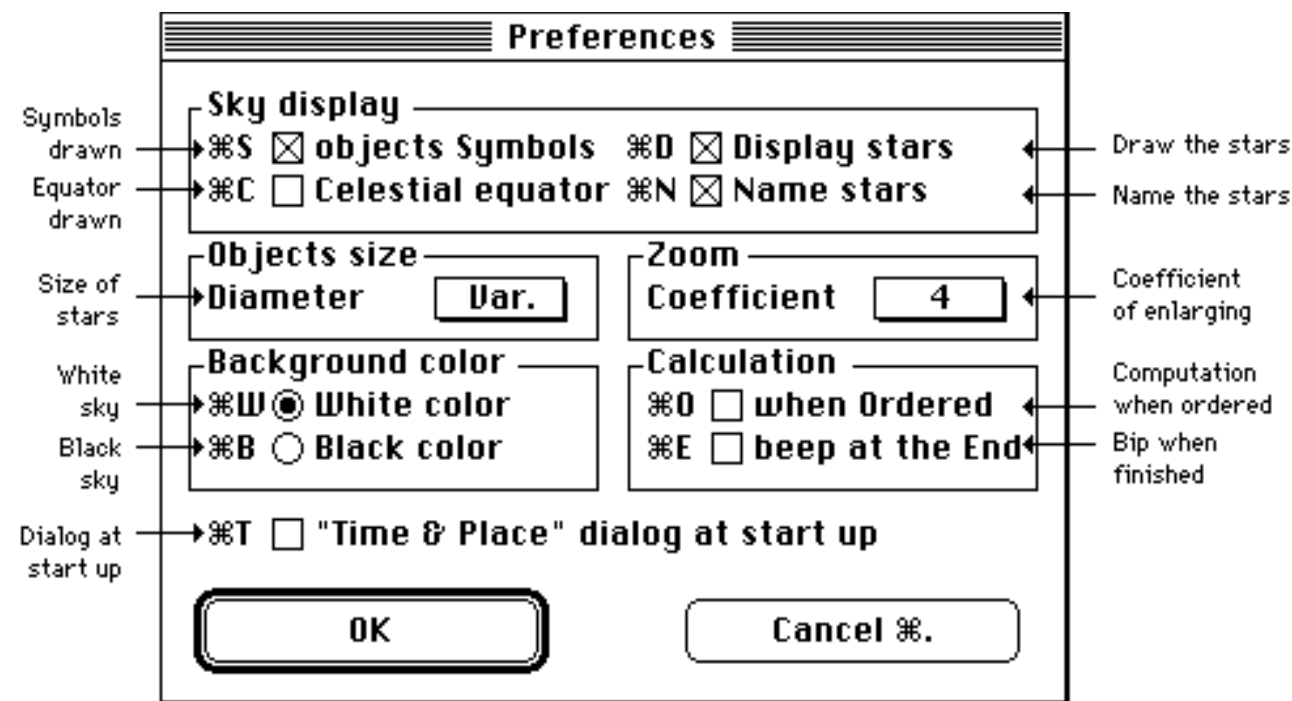 Preferences
Sky display
Symbols drawn
⌘S objects Symbols ⌘D Display stars
Draw the stars
Equator drawn
⌘C Celestial equator ⌘N Name stars
Name the stars
Objects size
Zoom
Size of stars
Diameter Var.
Coefficient 4
Coefficient of enlarging
Background color
Calculation
White sky
⌘W White color
⌘O when Ordered
Computation when ordered
Black sky
⌘B Black color
⌘E beep at the End
Bip when finished
Dialog at start up
⌘T "Time & Place" dialog at start up
OK
Cancel ⌘.